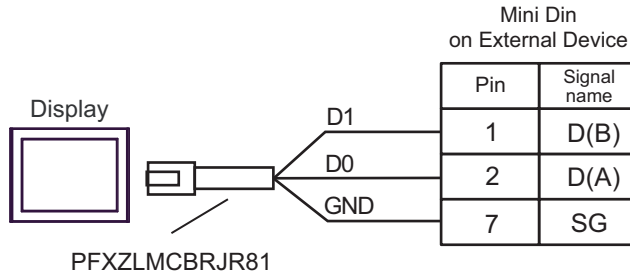 Mini Din
on External Device
Pin
Signal
name
Display
D1
1
D(B)
D0
2
D(A)
GND
7
SG
PFXZLMCBRJR81